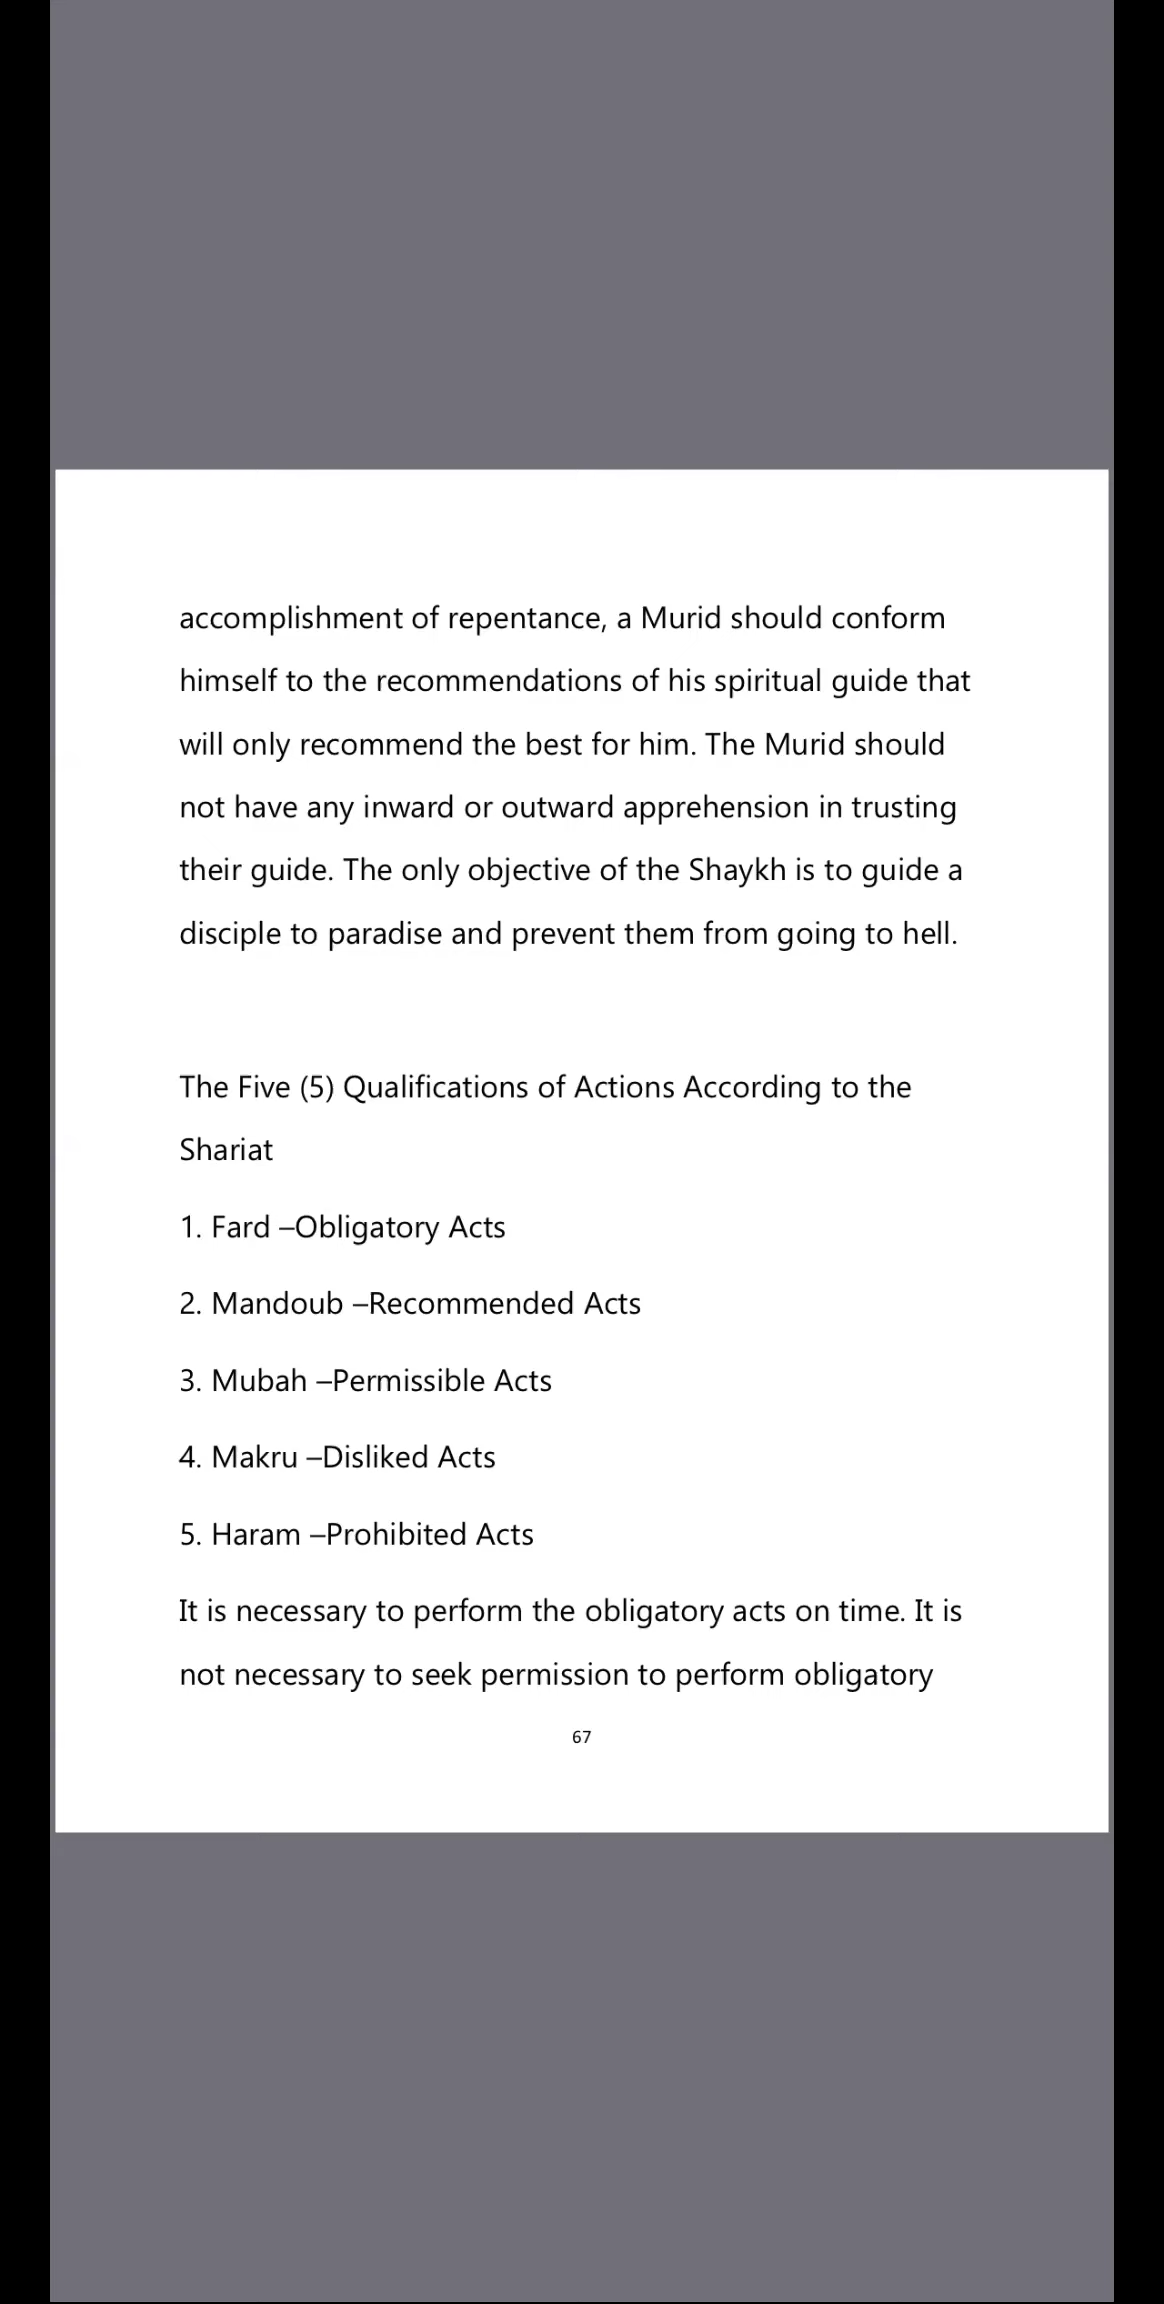 accomplishment of repentance, a Murid should conform
himself to the recommendations of his spiritual guide that
will only recommend the best for him. The Murid should
not have any inward or outward apprehension in trusting
their guide. The only objective of the Shaykh is to guide a
disciple to paradise and prevent them from going to hell.
The Five (5) Qualifications of Actions According to the
Shariat
1. Fard –Obligatory Acts
2. Mandoub –Recommended Acts
3. Mubah –Permissible Acts
4. Makru –Disliked Acts
5. Haram –Prohibited Acts
It is necessary to perform the obligatory acts on time. It is
not necessary to seek permission to perform obligatory
67